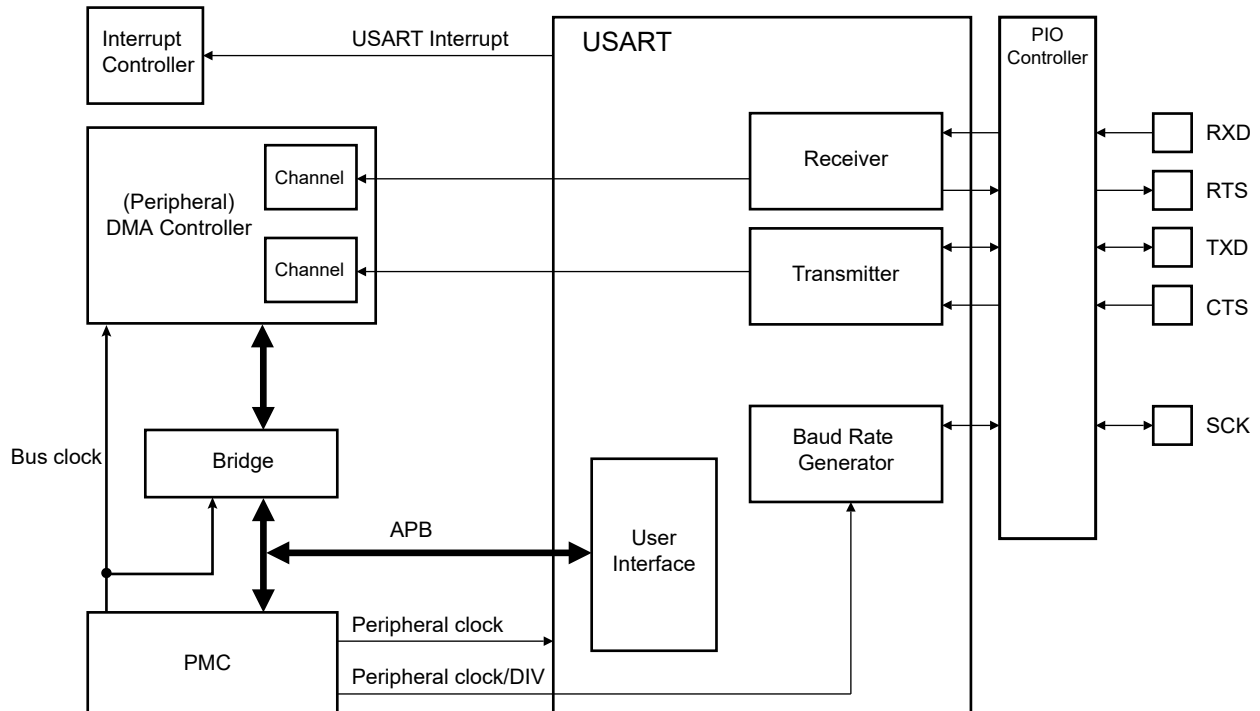 Interrupt
Controller
USART Interrupt
USART
PIO
Controller
(Peripheral)
DMA Controller
Channel
Channel
Receiver
Transmitter
RXD
RTS
TXD
CTS
SCK
Baud Rate
Generator
Bus clock
Bridge
APB
User
Interface
PMC
Peripheral clock
Peripheral clock/DIV